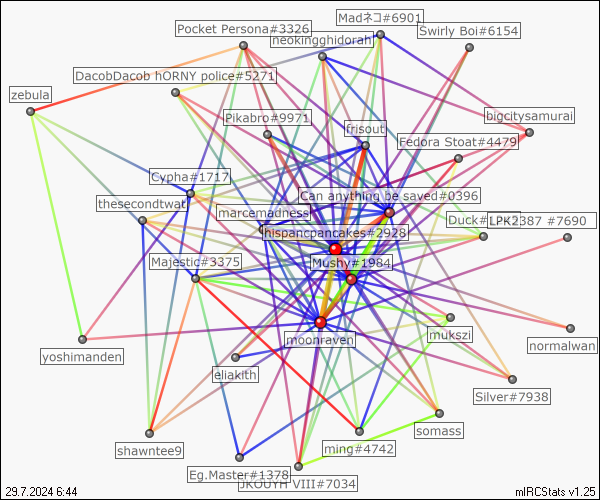 Madネコ#6901
Pocket Persona#3326
Swirly Boi#6154
neokingghidorah
DacobDacob hORNY police#5271
zebula
Pikabro#9971
bigcitysamurai
frisout
Fedora Stoat#4479
Cypha#1717
Can anything be saved#0396
thesecondtwat
marcemadness
Duck#
LPK2387 #7690
hispancpancakes#2928
Majestic#3375
Mushy#1984
moonraven
mukszi
normalwan
yoshimanden
eliakith
Silver#7938
somass
shawntee9
ming#4742
Eg.Master#1378
JKOUYH VIII#7034
29.7.2024 6:44
mIRCStats v1.25